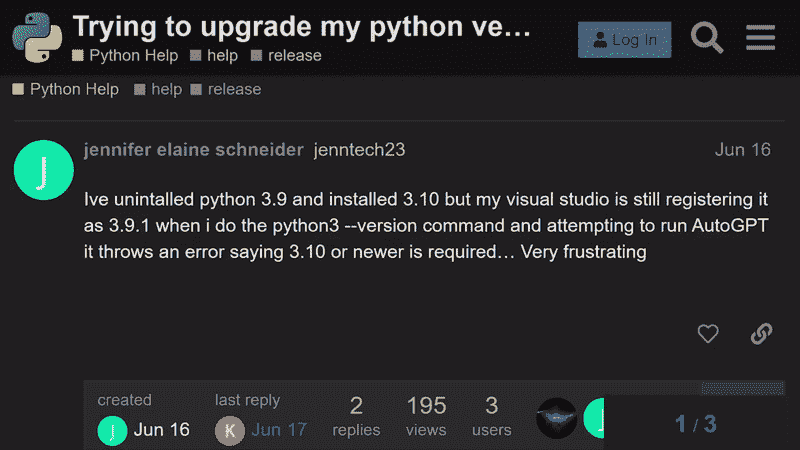 Trying to upgrade my python ve...
Python Help help release
Log In
Python Help help release
jennifer elaine schneider jenntech23 Jun 16
J
Ive unintalled python 3.9 and installed 3.10 but my visual studio is still registering it
as 3.9.1 when i do the python3 --version command and attempting to run AutoGPT
it throws an error saying 3.10 or newer is required... Very frustrating
created last reply 2 195 3
J Jun 16 K Jun 17 replies views users
J
1 / 3